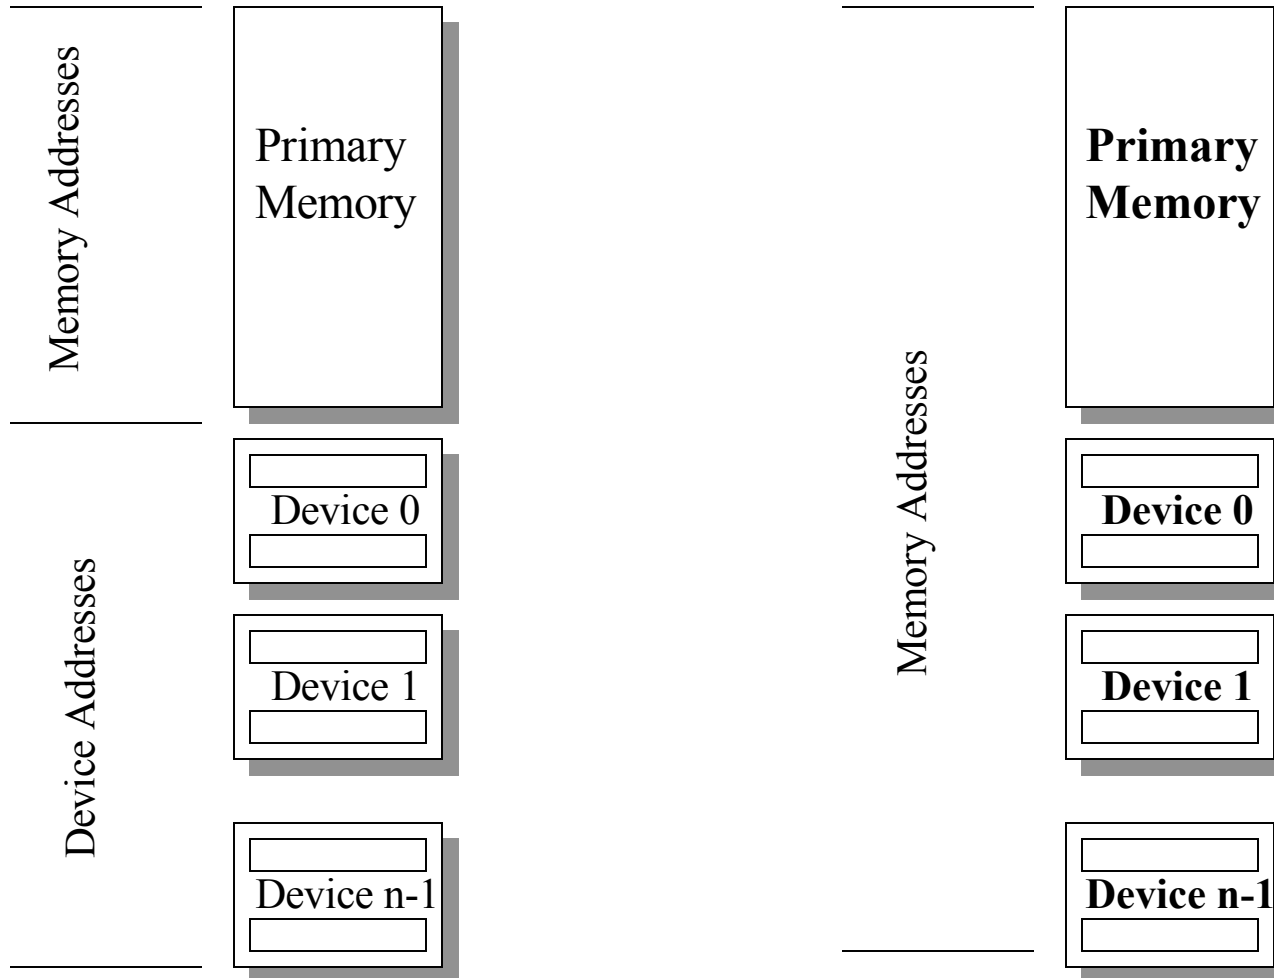 Memory Addresses
Primary
Memory
Device Addresses
Device 0
Device 1
Device n-1
Memory Addresses
Primary
Memory
Device 0
Device 1
Device n-1